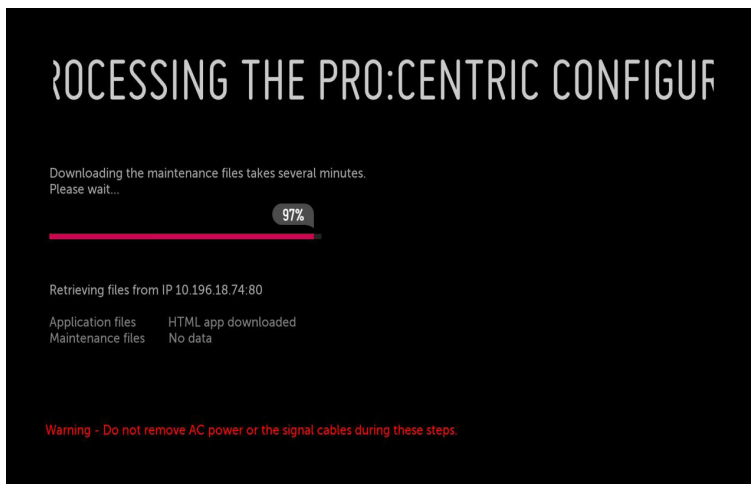 ROCESSING THE PRO:CENTRIC CONFIGUR
Downloading the maintenance files takes several minutes.
Please wait...
97%
Retrieving files from IP 10.196.18.74:80
Application files HTML app downloaded
Maintenance files No data
Warning - Do not remove AC power or the signal cables during these steps.